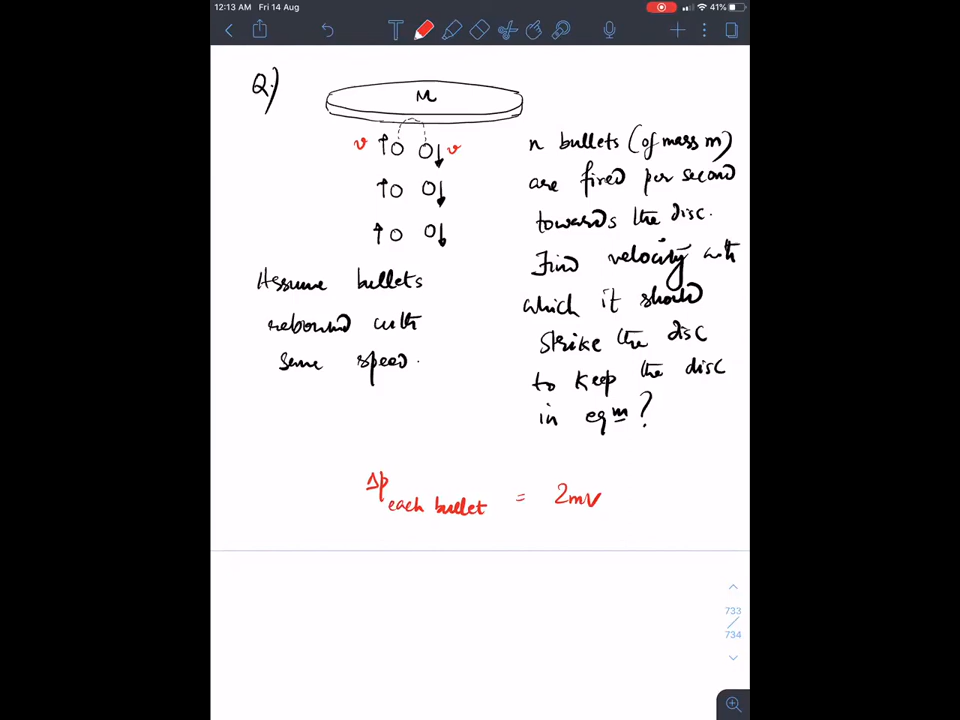 12:13 AM Fri 14 Aug
41%
Q.)
M
v
v
n bullets (of mass m)
are fired per second
towards the disc.
Find velocity with
which it should
strike the disc
to keep the disc
in eqm?
Assume bullets
rebound with
same speed.
Δp each bullet = 2mv
733
734